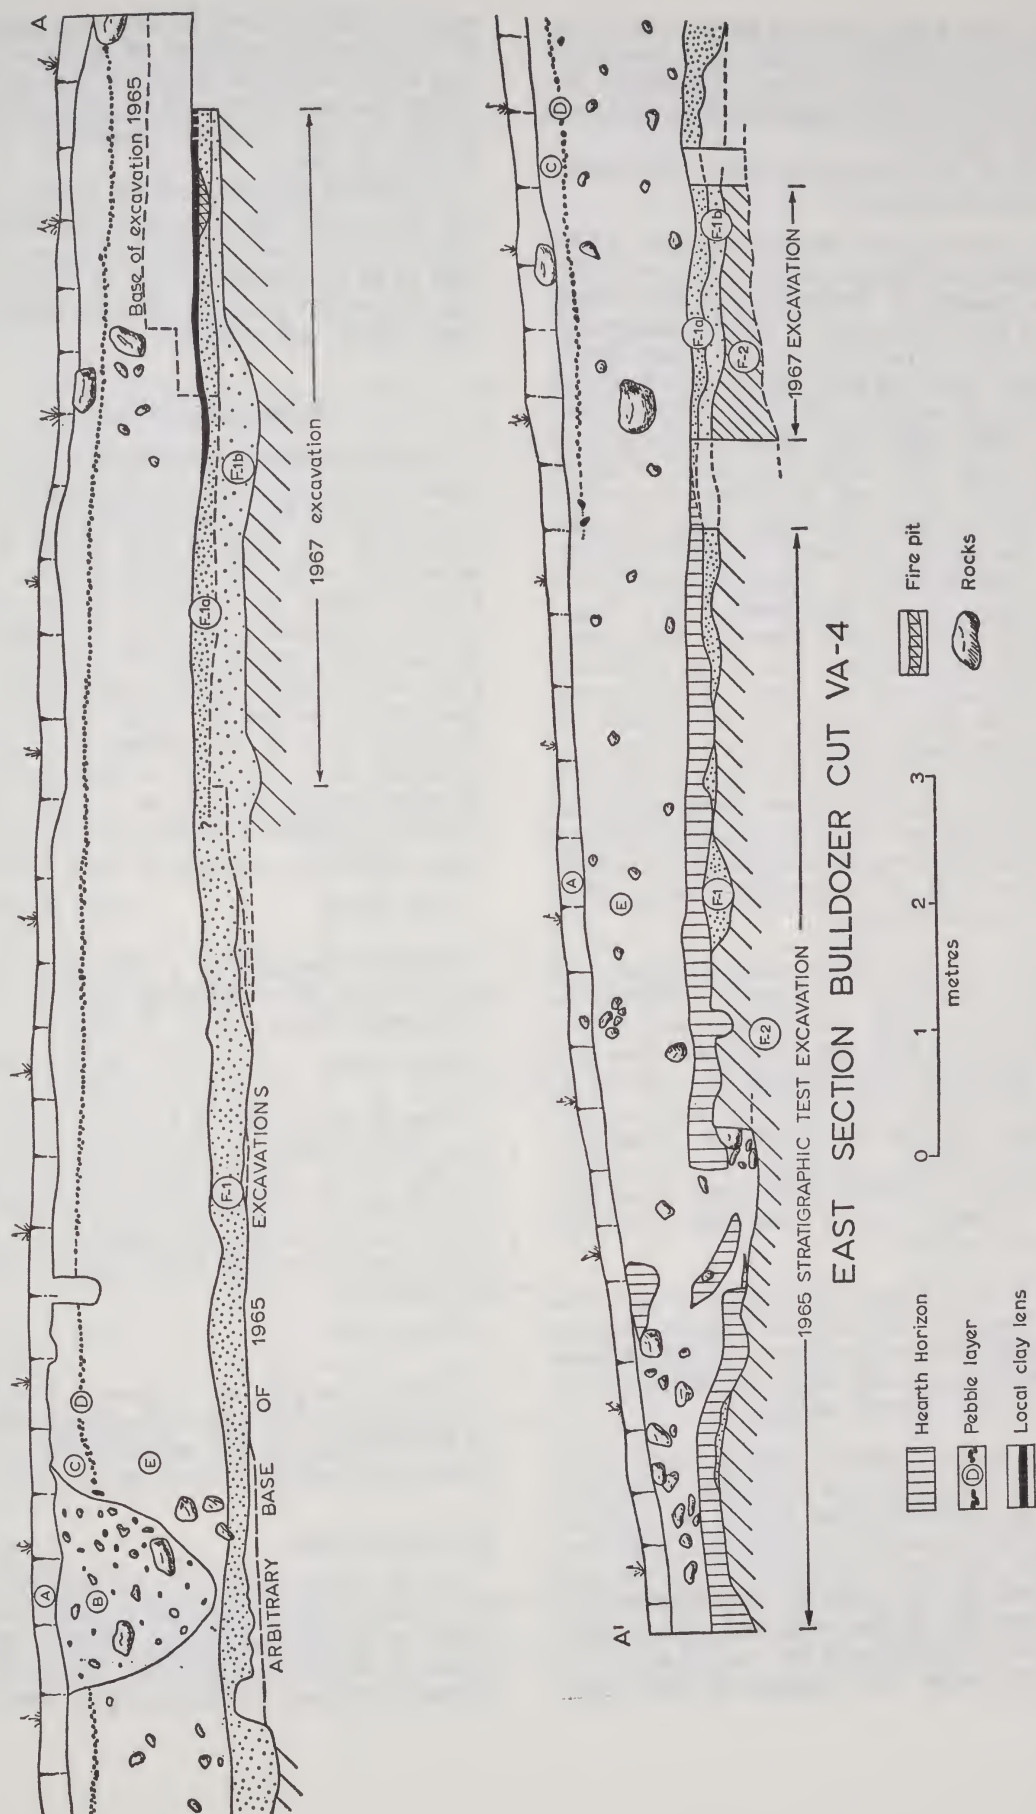 A
Base of excavation 1965
1967 excavation
F-1b
F-1a
?
F-1
ARBITRARY BASE OF 1965 EXCAVATIONS
D
C
E
A
B
D
C
F-1b
F-1a
F-2
1967 EXCAVATION
A
E
F-1
F-2
A'
1965 STRATIGRAPHIC TEST EXCAVATION
EAST SECTION BULLDOZER CUT VA-4
0 1 2 3
metres
Hearth Horizon
D Pebble layer
Local clay lens
Fire pit
Rocks